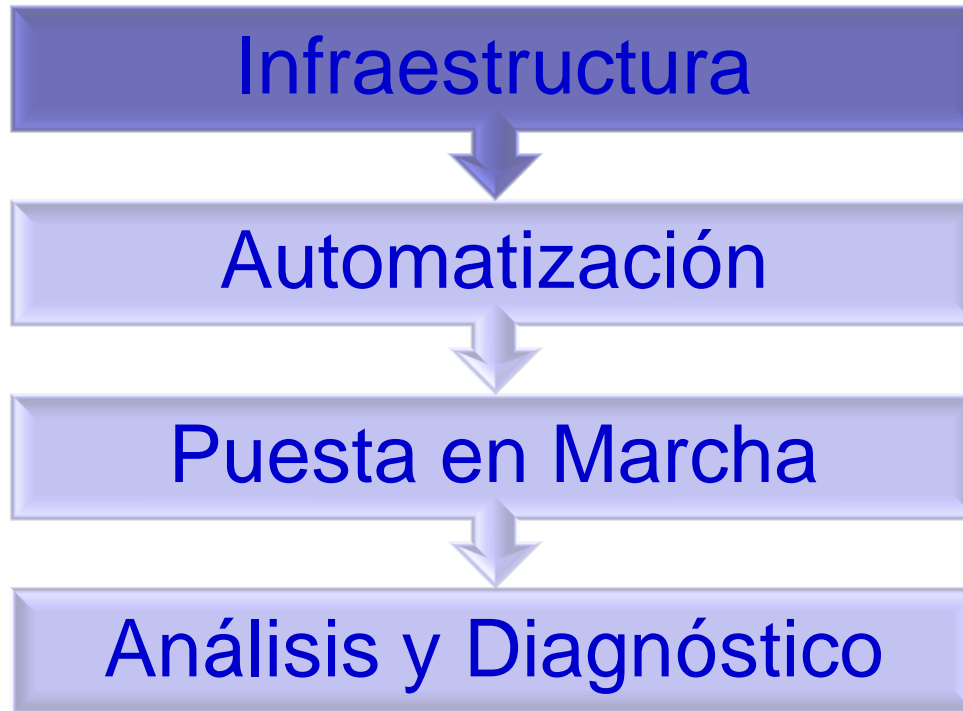 Infraestructura
Automatización
Puesta en Marcha
Análisis y Diagnóstico